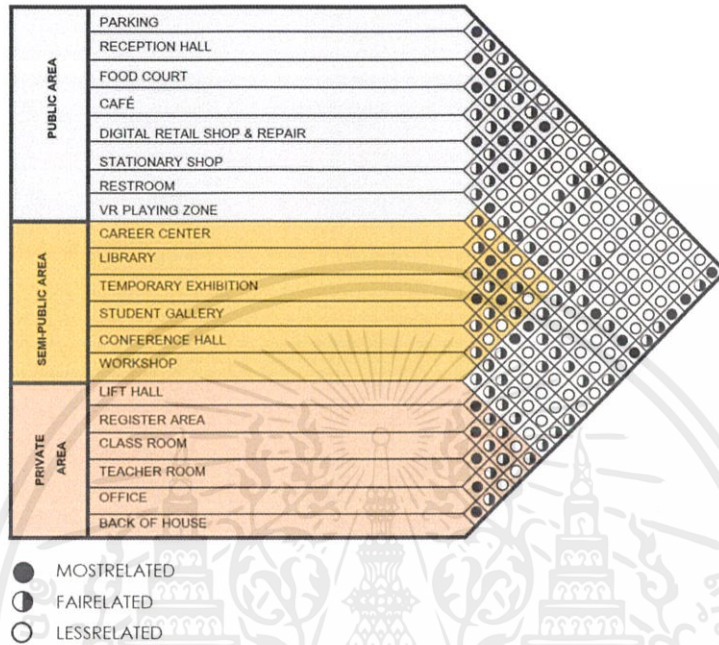 PUBLIC AREA
PARKING
RECEPTION HALL
FOOD COURT
CAFÉ
DIGITAL RETAIL SHOP & REPAIR
STATIONARY SHOP
RESTROOM
VR PLAYING ZONE
SEMI-PUBLIC AREA
CAREER CENTER
LIBRARY
TEMPORARY EXHIBITION
STUDENT GALLERY
CONFERENCE HALL
WORKSHOP
PRIVATE
AREA
LIFT HALL
REGISTER AREA
CLASS ROOM
TEACHER ROOM
OFFICE
BACK OF HOUSE
MOSTRELATED
FAIRELATED
LESSRELATED